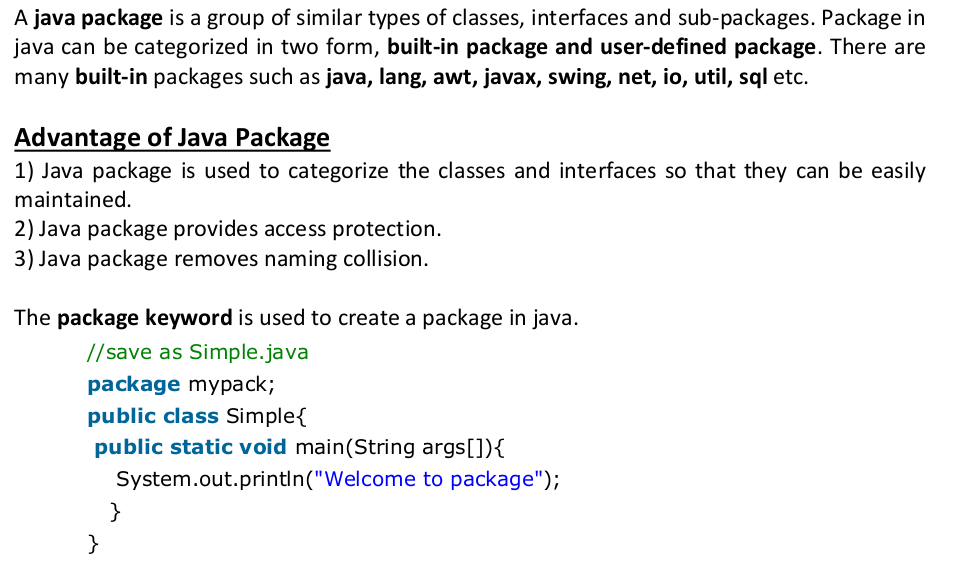 A java package is a group of similar types of classes, interfaces and sub-packages. Package in
java can be categorized in two form, built-in package and user-defined package. There are
many built-in packages such as java, lang, awt, javax, swing, net, io, util, sql etc.
Advantage of Java Package
1) Java package is used to categorize the classes and interfaces so that they can be easily
maintained.
2) Java package provides access protection.
3) Java package removes naming collision.
The package keyword is used to create a package in java.
//save as Simple.java
package mypack;
public class Simple{
public static void main(String args[]){
System.out.println("Welcome to package");
}
}